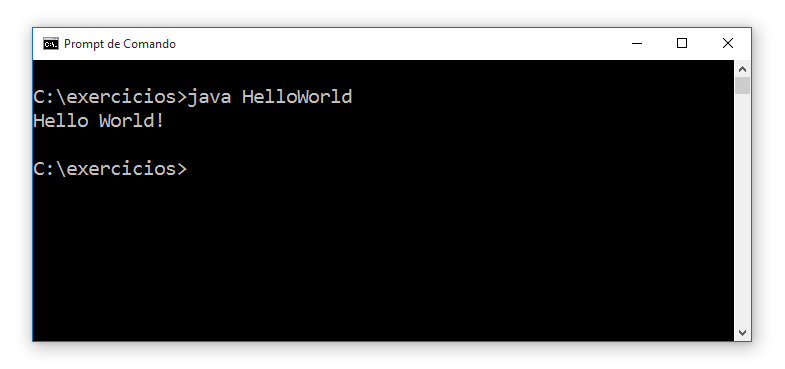 Prompt de Comando
C:\exercicios>java HelloWorld
Hello World!
C:\exercicios>